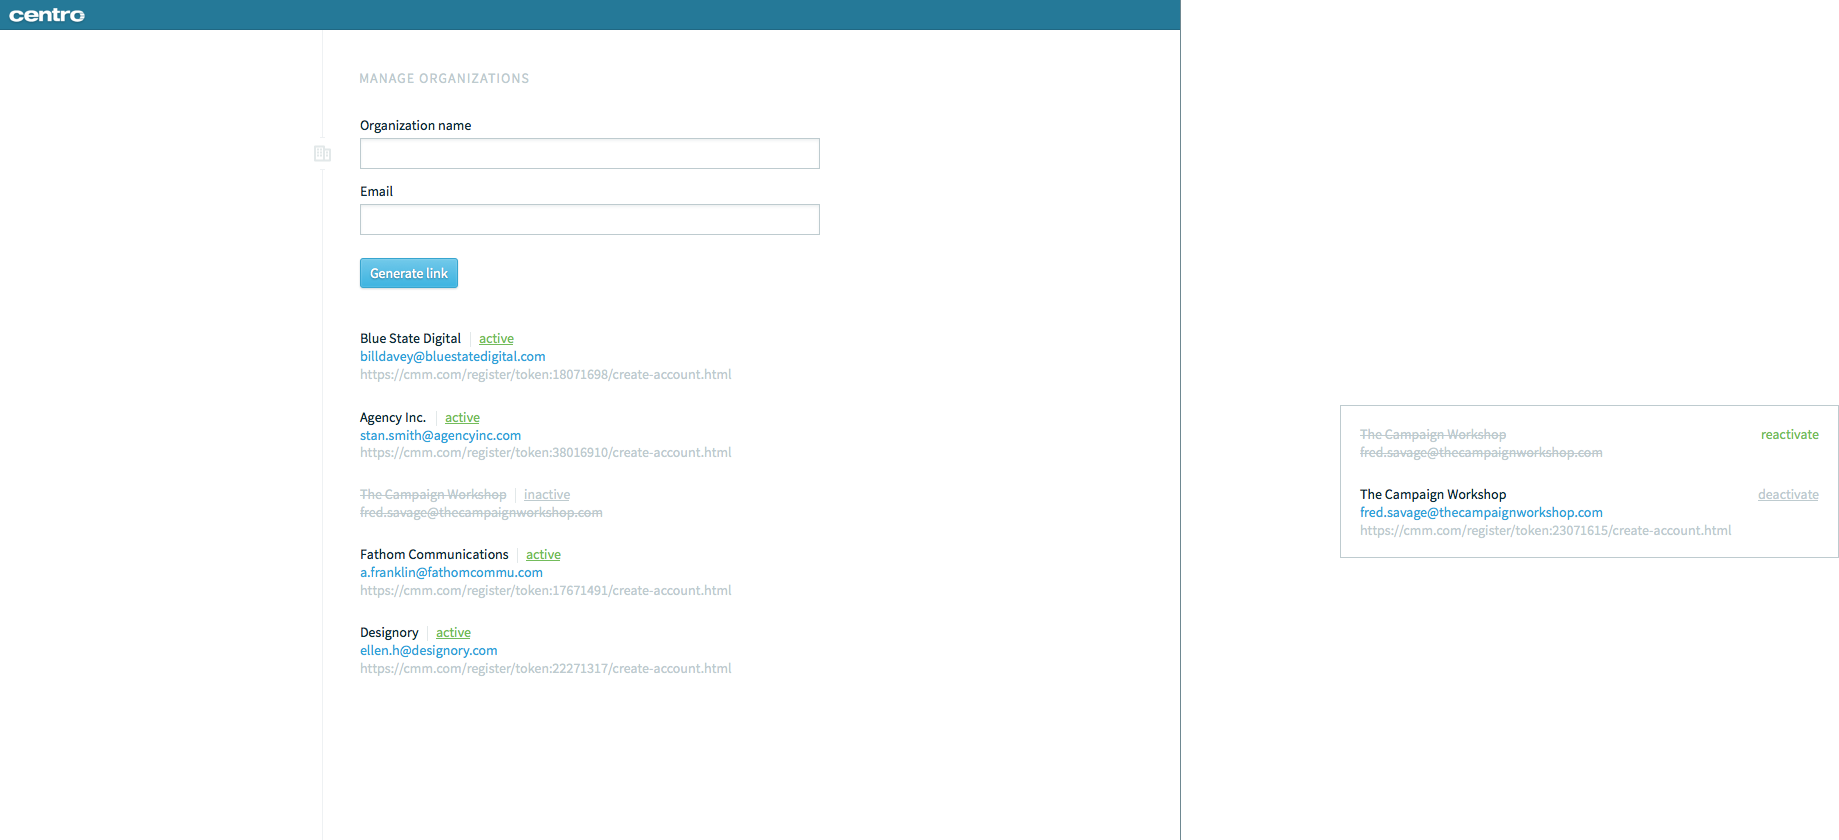 centro
MANAGE ORGANIZATIONS
Organization name
Email
Generate link
Blue State Digital active
billdavey@bluestatedigital.com
https://cmm.com/register/token:18071698/create-account.html
Agency Inc. active
stan.smith@agencyinc.com
https://cmm.com/register/token:38016910/create-account.html
The Campaign Workshop inactive
fred.savage@thecampaignworkshop.com
Fathom Communications active
a.franklin@fathomcommu.com
https://cmm.com/register/token:17671491/create-account.html
Designory active
ellen.h@designory.com
https://cmm.com/register/token:22271317/create-account.html
The Campaign Workshop reactivate
fred.savage@thecampaignworkshop.com
The Campaign Workshop deactivate
fred.savage@thecampaignworkshop.com
https://cmm.com/register/token:23071615/create-account.html